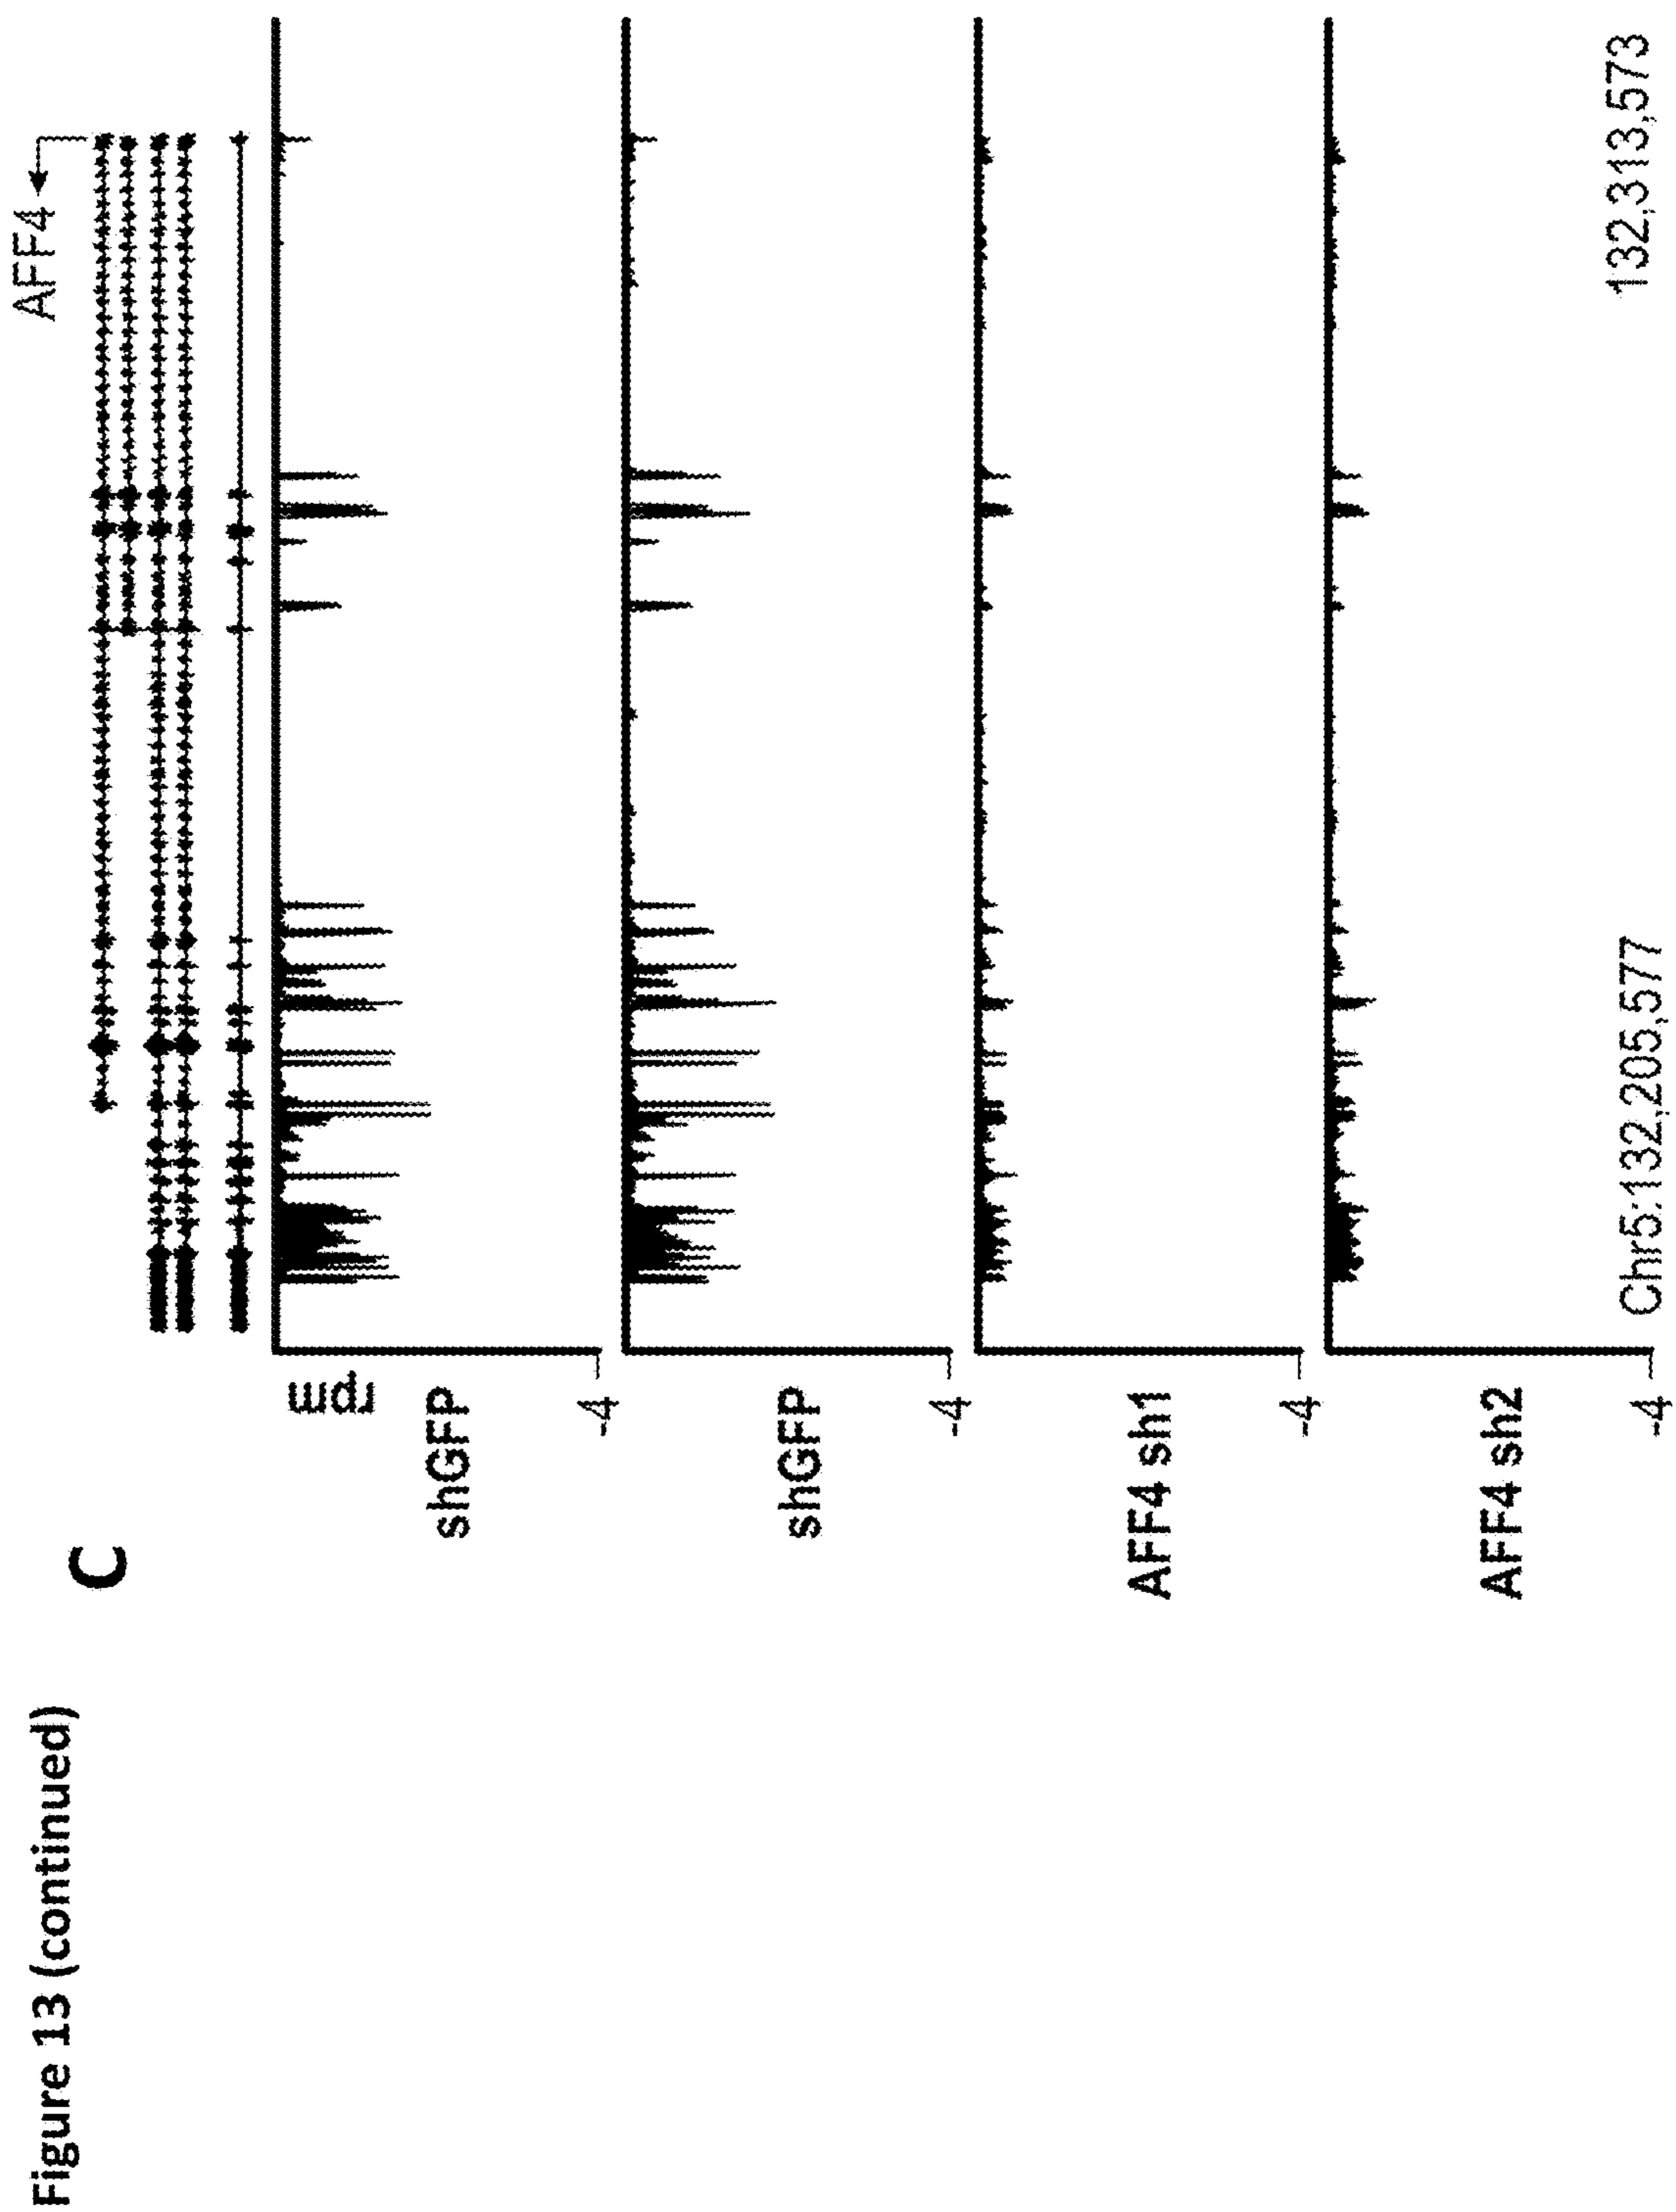 Figure 13 (continued)
C
AFF4
rpm
shGFP
-4
shGFP
-4
AFF4 sh1
-4
AFF4 sh2
-4
Chr5:132,205,577
132,313,573